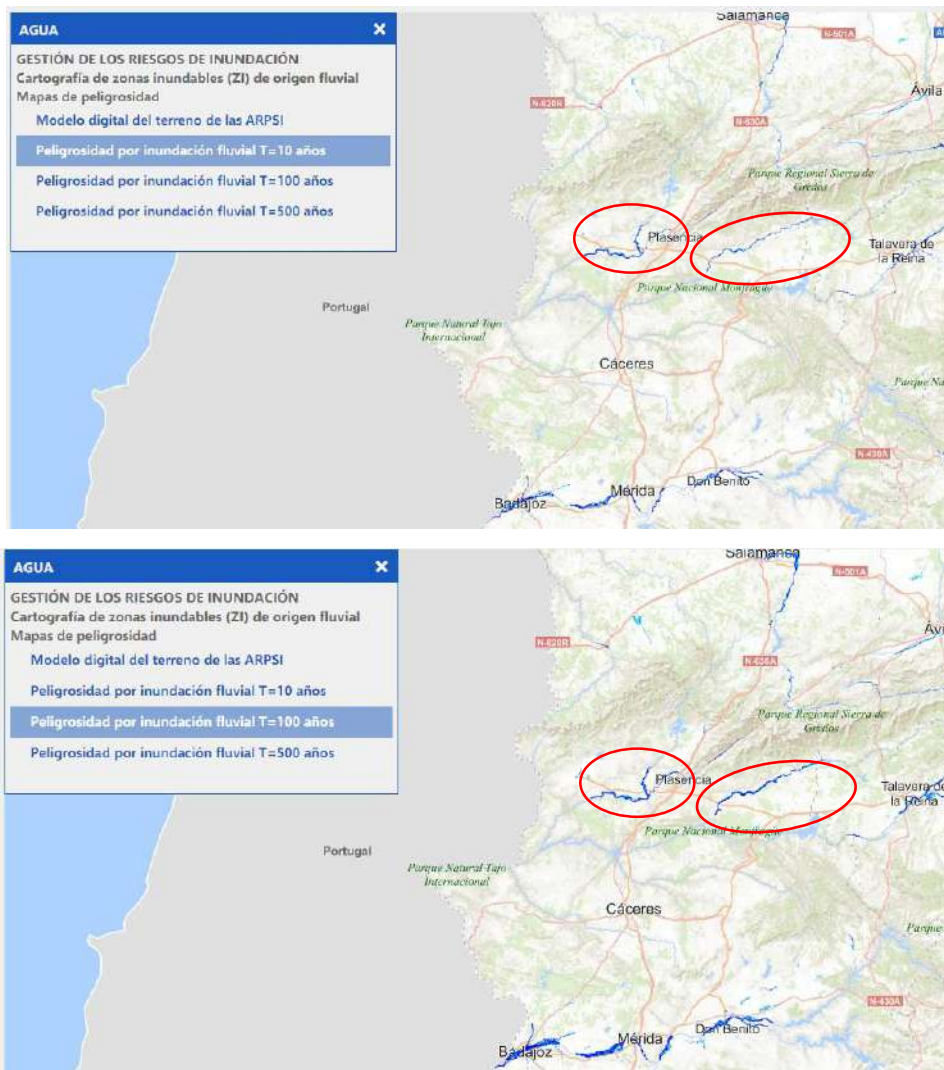 AGUA
GESTIÓN DE LOS RIESGOS DE INUNDACIÓN
Cartografía de zonas inundables (ZI) de origen fluvial
Mapas de peligrosidad
Modelo digital del terreno de las ARPSI
Peligrosidad por inundación fluvial T=10 años
Peligrosidad por inundación fluvial T=100 años
Peligrosidad por inundación fluvial T=500 años
Salamanca
N-501A
Ávila
N-620R
N-630A
Parque Regional Sierra de
Gredos
Plasencia
Talavera de
la Reina
Parque Nacional Monfragüe
Portugal
Parque Natural Tajo
Internacional
Cáceres
Parque Na
N-430A
Don Benito
Mérida
Badajoz
AGUA
GESTIÓN DE LOS RIESGOS DE INUNDACIÓN
Cartografía de zonas inundables (ZI) de origen fluvial
Mapas de peligrosidad
Modelo digital del terreno de las ARPSI
Peligrosidad por inundación fluvial T=10 años
Peligrosidad por inundación fluvial T=100 años
Peligrosidad por inundación fluvial T=500 años
Salamanca
N-501A
Ávi
N-620R
N-630A
Parque Regional Sierra de
Gredos
Plasencia
Talavera de
la Reina
Parque Nacional Monfragüe
Portugal
Parque Natural Tajo
Internacional
Cáceres
Parque
N-430A
Don Benito
Mérida
Badajoz